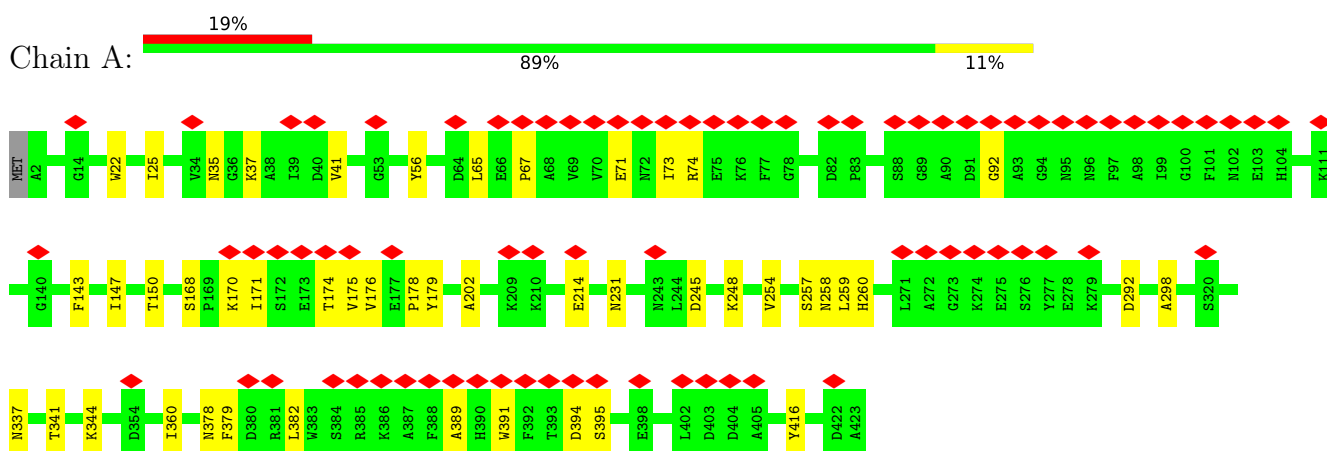 19%
Chain A:
89% 11%
MET A2 G14 W22 I25 V34 N35 G36 K37 A38 I39 D40 V41 G53 Y56 D64 L65 E66 P67 A68 V69 V70 E71 N72 I73 R74 E75 K76 F77 G78 D82 P83 S88 G89 A90 D91 G92 A93 G94 N95 N96 F97 A98 I99 G100 F101 N102 E103 H104 K111
G140 F143 I147 T150 S168 P169 K170 I171 S172 E173 T174 V175 V176 E177 P178 Y179 A202 K209 K210 E214 N231 N243 L244 D245 K248 V254 S257 N258 L259 H260 L271 A272 G273 K274 E275 S276 Y277 E278 K279 D292 A298 S320
N337 T341 K344 D354 I360 N378 F379 D380 R381 L382 W383 S384 R385 K386 A387 F388 A389 H390 W391 F392 T393 D394 S395 E398 L402 D403 D404 A405 Y416 D422 A423